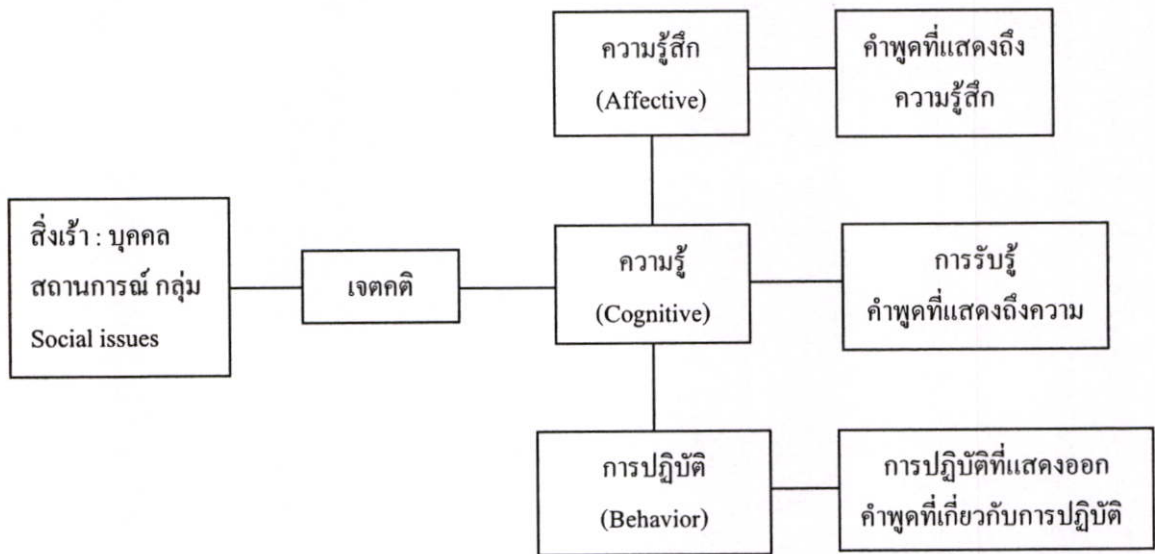 ความรู้สึก
(Affective)
คำพูดที่แสดงถึง
ความรู้สึก
สิ่งเร้า : บุคคล
สถานการณ์ กลุ่ม
Social issues
เจตคติ
ความรู้
(Cognitive)
การรับรู้
คำพูดที่แสดงถึงความ
การปฏิบัติ
(Behavior)
การปฏิบัติที่แสดงออก
คำพูดที่เกี่ยวกับการปฏิบัติ